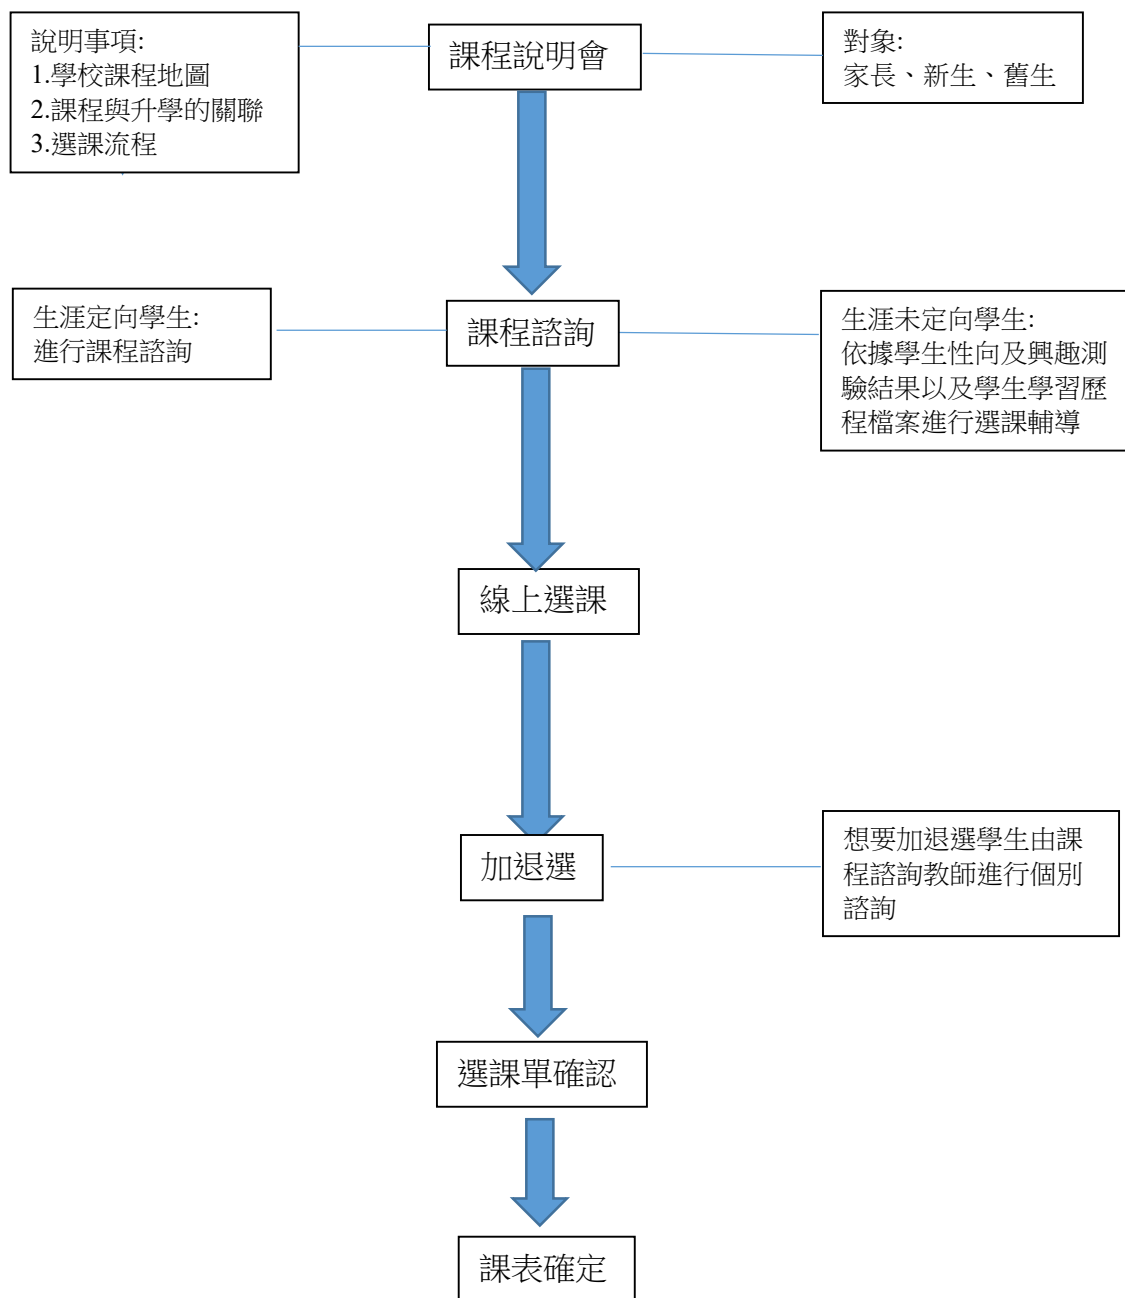 說明事項:
1.學校課程地圖
2.課程與升學的關聯
3.選課流程
課程說明會
對象:
家長、新生、舊生
生涯定向學生:
進行課程諮詢
課程諮詢
生涯未定向學生:
依據學生性向及興趣測
驗結果以及學生學習歷
程檔案進行選課輔導
線上選課
加退選
想要加退選學生由課
程諮詢教師進行個別
諮詢
選課單確認
課表確定